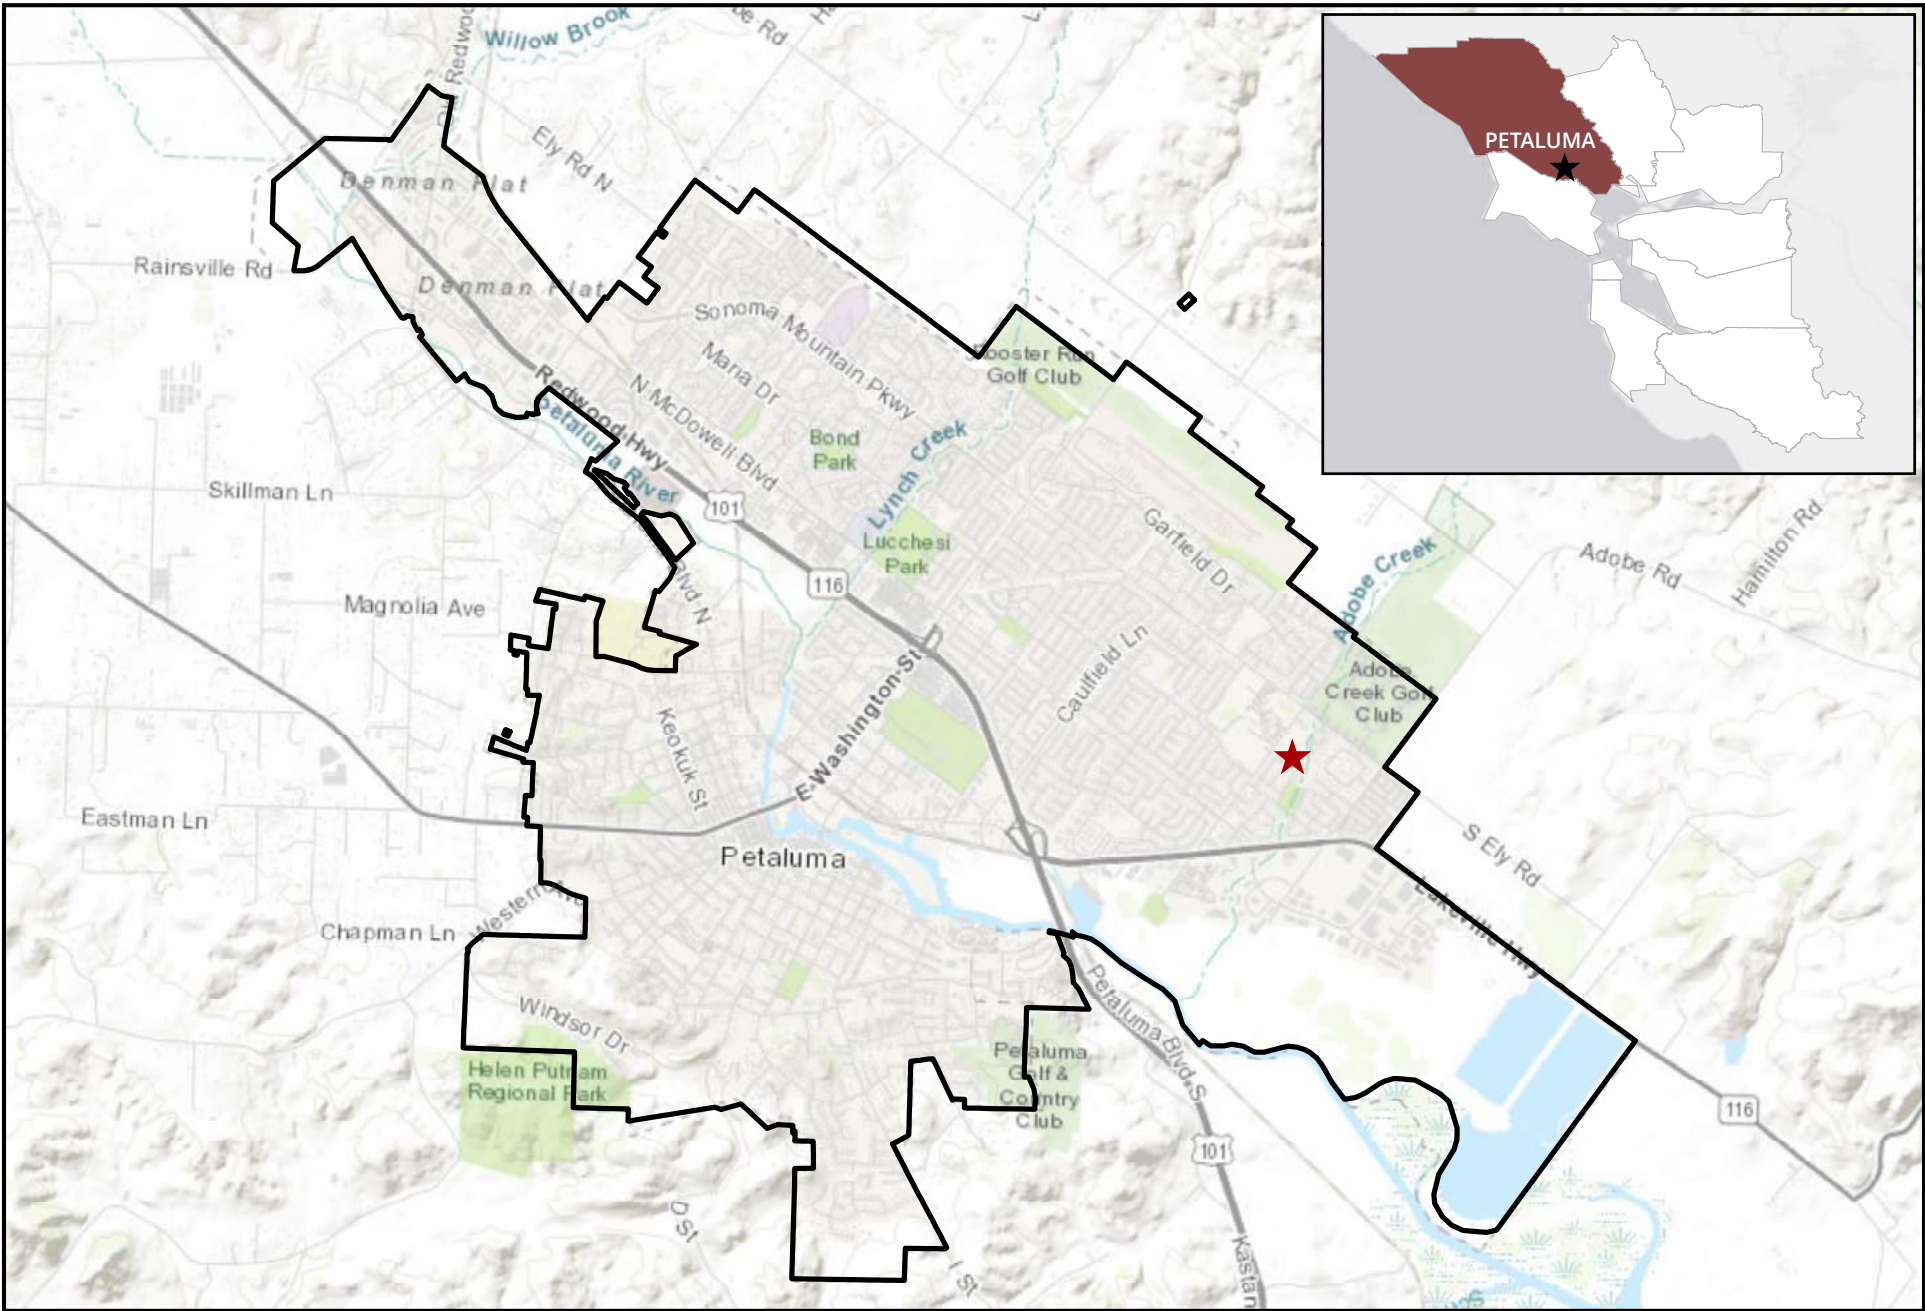 Willow Brook
Ely Rd N
Denman Flat
Rainsville Rd
Denman Flat
Sonoma Mountain Pkwy
Maria Dr
N McDowell Blvd
Redwood Hwy
Petaluma River
Rooster Run
Golf Club
Bond
Park
Lynch Creek
Skillman Ln
101
Lucchesi
Park
Garfield Dr
Adobe Creek
Adobe Rd
Hamilton Rd
116
Magnolia Ave
Blvd N
Caulfield Ln
Adobe
Creek Golf
Club
Keokuk St
E Washington St
Eastman Ln
Petaluma
S Ely Rd
Lakeville Hwy
Western Ave
Chapman Ln
Windsor Dr
Petaluma Blvd S
Helen Putnam
Regional Park
Petaluma
Golf &
Country
Club
116
101
D St
I St
Kastan
PETALUMA